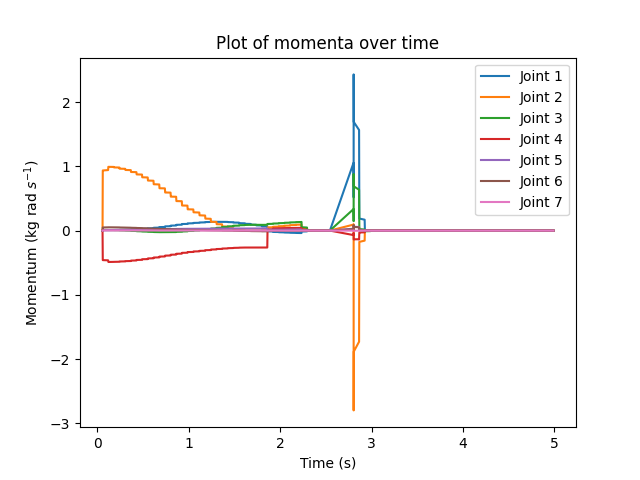 Plot of momenta over time
Momentum (kg rad $s^{-1}$)
2
1
0
−1
−2
−3
0
1
2
3
4
5
Time (s)
Joint 1
Joint 2
Joint 3
Joint 4
Joint 5
Joint 6
Joint 7